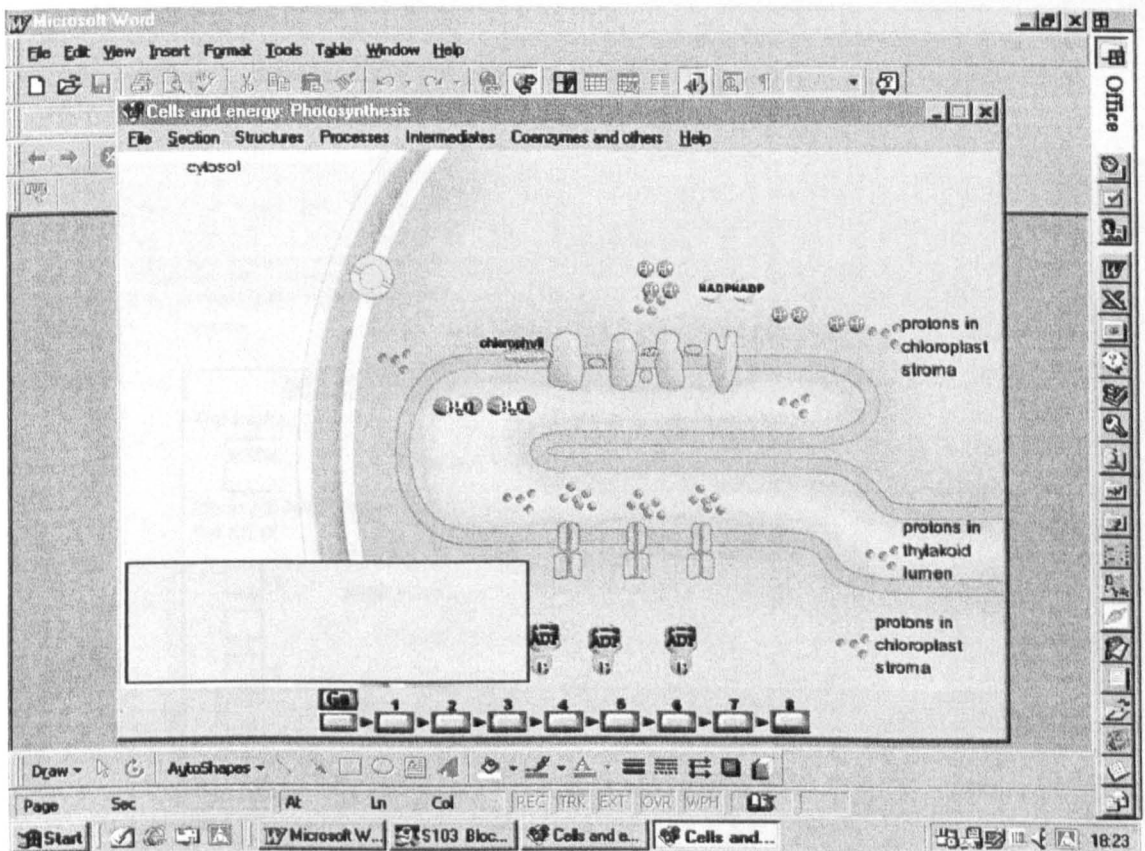 Microsoft Word
File Edit View Insert Format Tools Table Window Help
Office
Cells and energy: Photosynthesis
File Section Structures Processes Intermediates Coenzymes and others Help
cytosol
NADP NADP
chlorophyll
protons in
chloroplast
stroma
H₂O H₂O
protons in
thylakoid
lumen
ADP ADP ADP
protons in
chloroplast
stroma
Go 1 2 3 4 5 6 7 8
Draw AutoShapes
Page Sec At Ln Col REC TRK EXT OVR WPH
Start Microsoft W... S103 Bloc... Cells and e... Cells and... 18:23